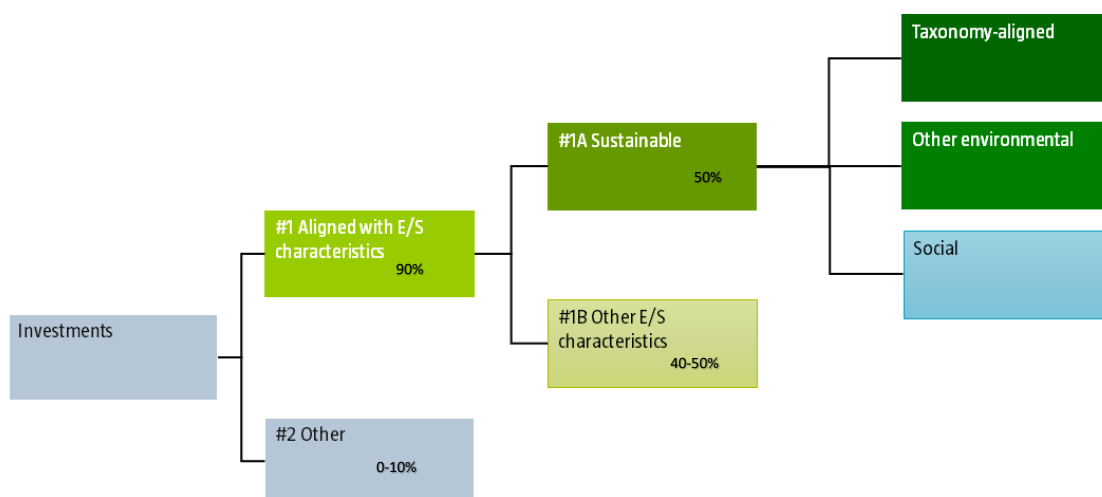 Investments
#1 Aligned with E/S
characteristics
90%
#2 Other
0-10%
#1A Sustainable
50%
#1B Other E/S
characteristics
40-50%
Taxonomy-aligned
Other environmental
Social